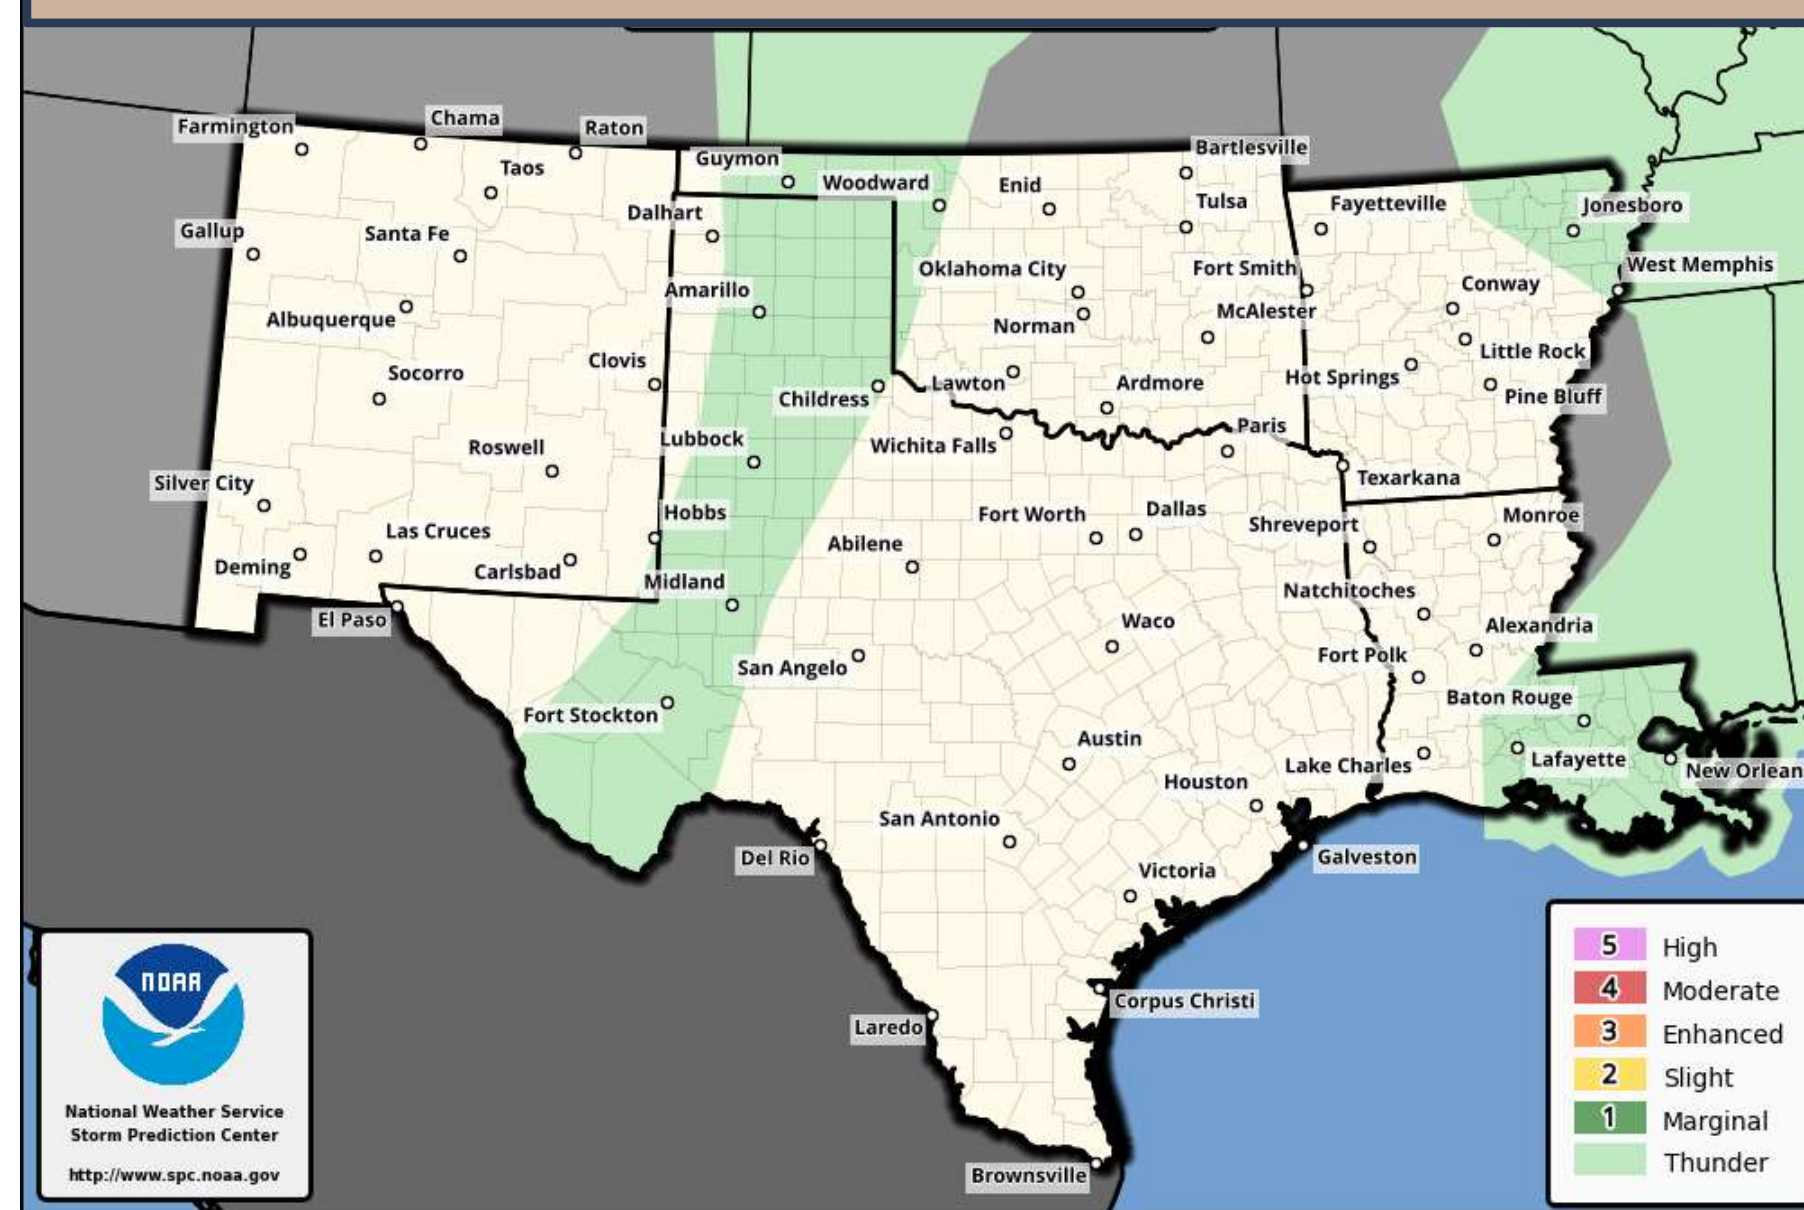 Farmington
Chama
Raton
Taos
Guymon
Woodward
Enid
Bartlesville
Tulsa
Fayetteville
Jonesboro
Gallup
Santa Fe
Dalhart
Oklahoma City
Fort Smith
Conway
West Memphis
Albuquerque
Amarillo
Norman
McAlester
Little Rock
Socorro
Clovis
Childress
Lawton
Ardmore
Hot Springs
Pine Bluff
Roswell
Lubbock
Wichita Falls
Paris
Texarkana
Silver City
Las Cruces
Hobbs
Abilene
Fort Worth
Dallas
Shreveport
Monroe
Deming
Carlsbad
Midland
Natchitoches
El Paso
San Angelo
Waco
Fort Polk
Alexandria
Fort Stockton
Austin
Houston
Lake Charles
Baton Rouge
Lafayette
New Orlean
Del Rio
San Antonio
Victoria
Galveston
Laredo
Corpus Christi
Brownsville
NOAA
National Weather Service
Storm Prediction Center
http://www.spc.noaa.gov
5 High
4 Moderate
3 Enhanced
2 Slight
1 Marginal
Thunder